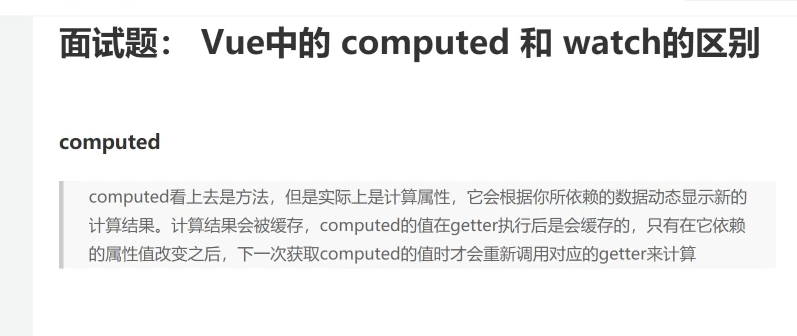 面试题： Vue中的 computed 和 watch的区别
computed
computed看上去是方法，但是实际上是计算属性，它会根据你所依赖的数据动态显示新的
计算结果。计算结果会被缓存，computed的值在getter执行后是会缓存的，只有在它依赖
的属性值改变之后，下一次获取computed的值时才会重新调用对应的getter来计算